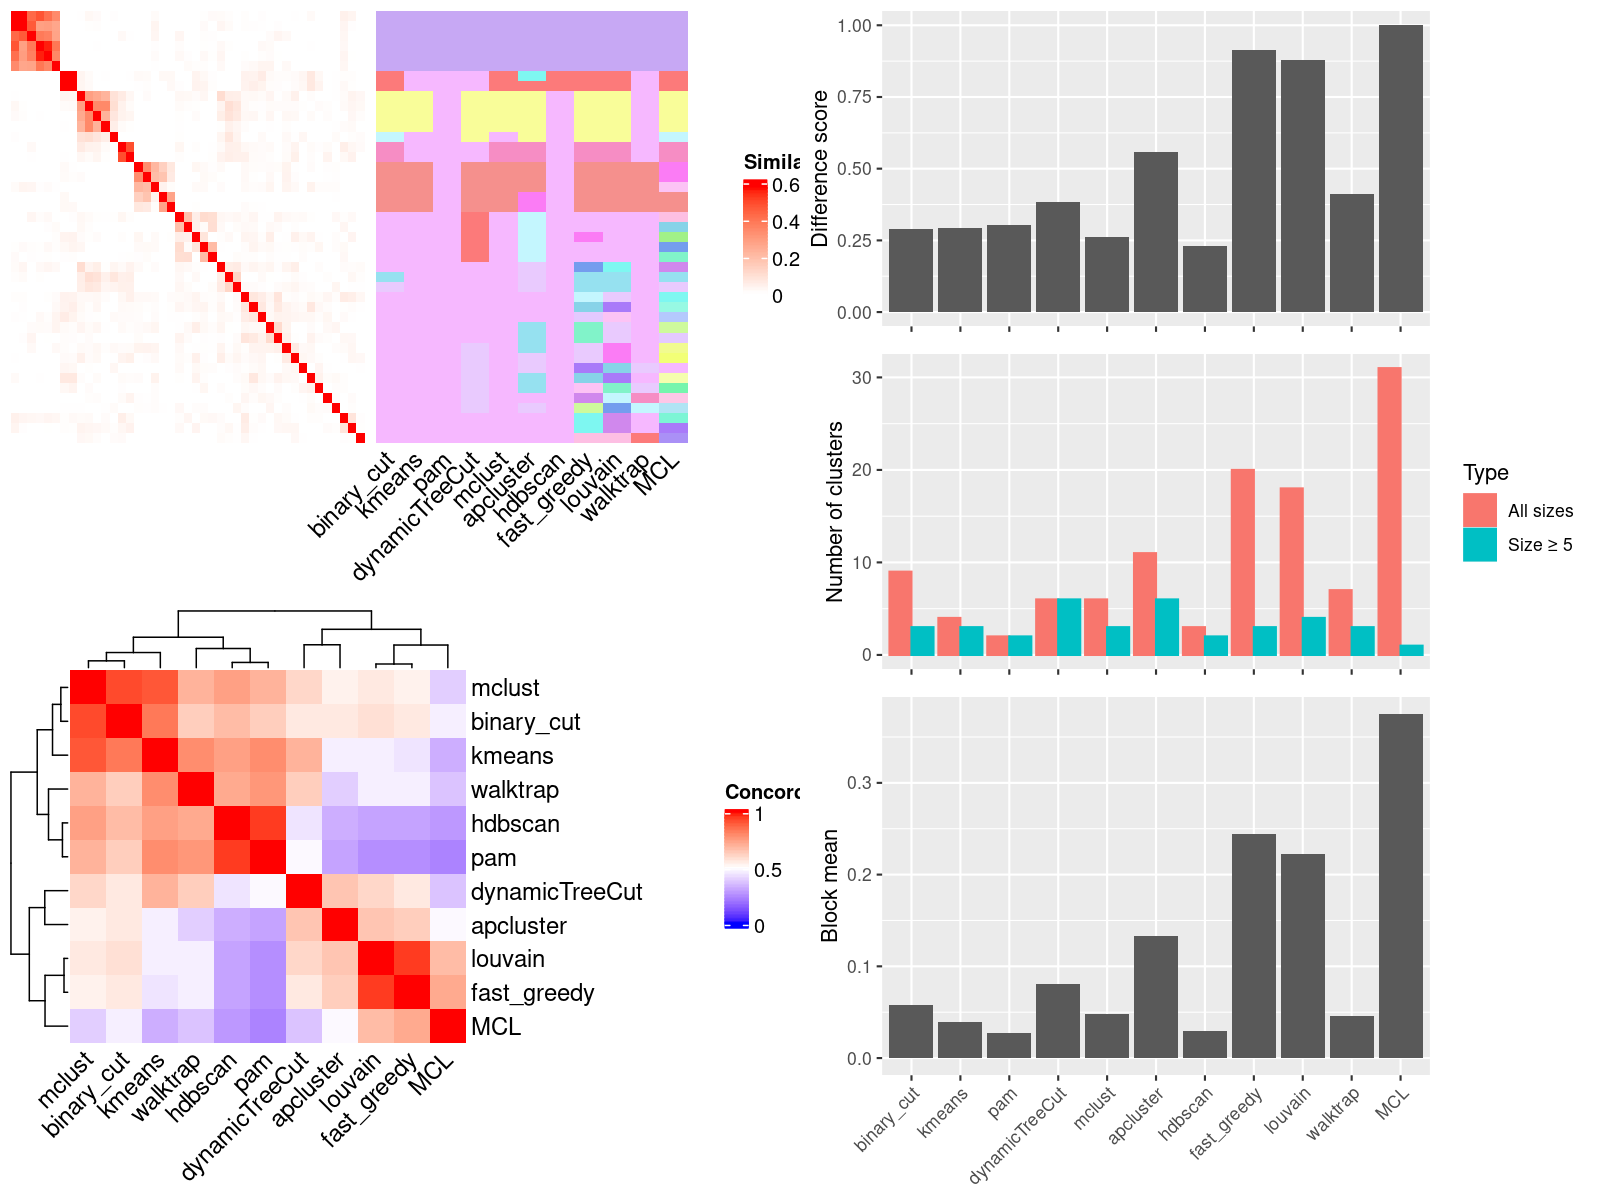 Simila
0.6
0.4
0.2
0
binary_cut
kmeans
pam
dynamicTreeCut
mclust
apcluster
hdbscan
fast_greedy
louvain
walktrap
MCL
Difference score
1.00
0.75
0.50
0.25
0.00
Number of clusters
30
20
10
0
Type
All sizes
Size ≥ 5
mclust
binary_cut
kmeans
walktrap
hdbscan
pam
dynamicTreeCut
apcluster
louvain
fast_greedy
MCL
mclust
binary_cut
kmeans
walktrap
hdbscan
pam
dynamicTreeCut
apcluster
louvain
fast_greedy
MCL
Concord
1
0.5
0
Block mean
0.3
0.2
0.1
0.0
binary_cut
kmeans
pam
dynamicTreeCut
mclust
apcluster
hdbscan
fast_greedy
louvain
walktrap
MCL